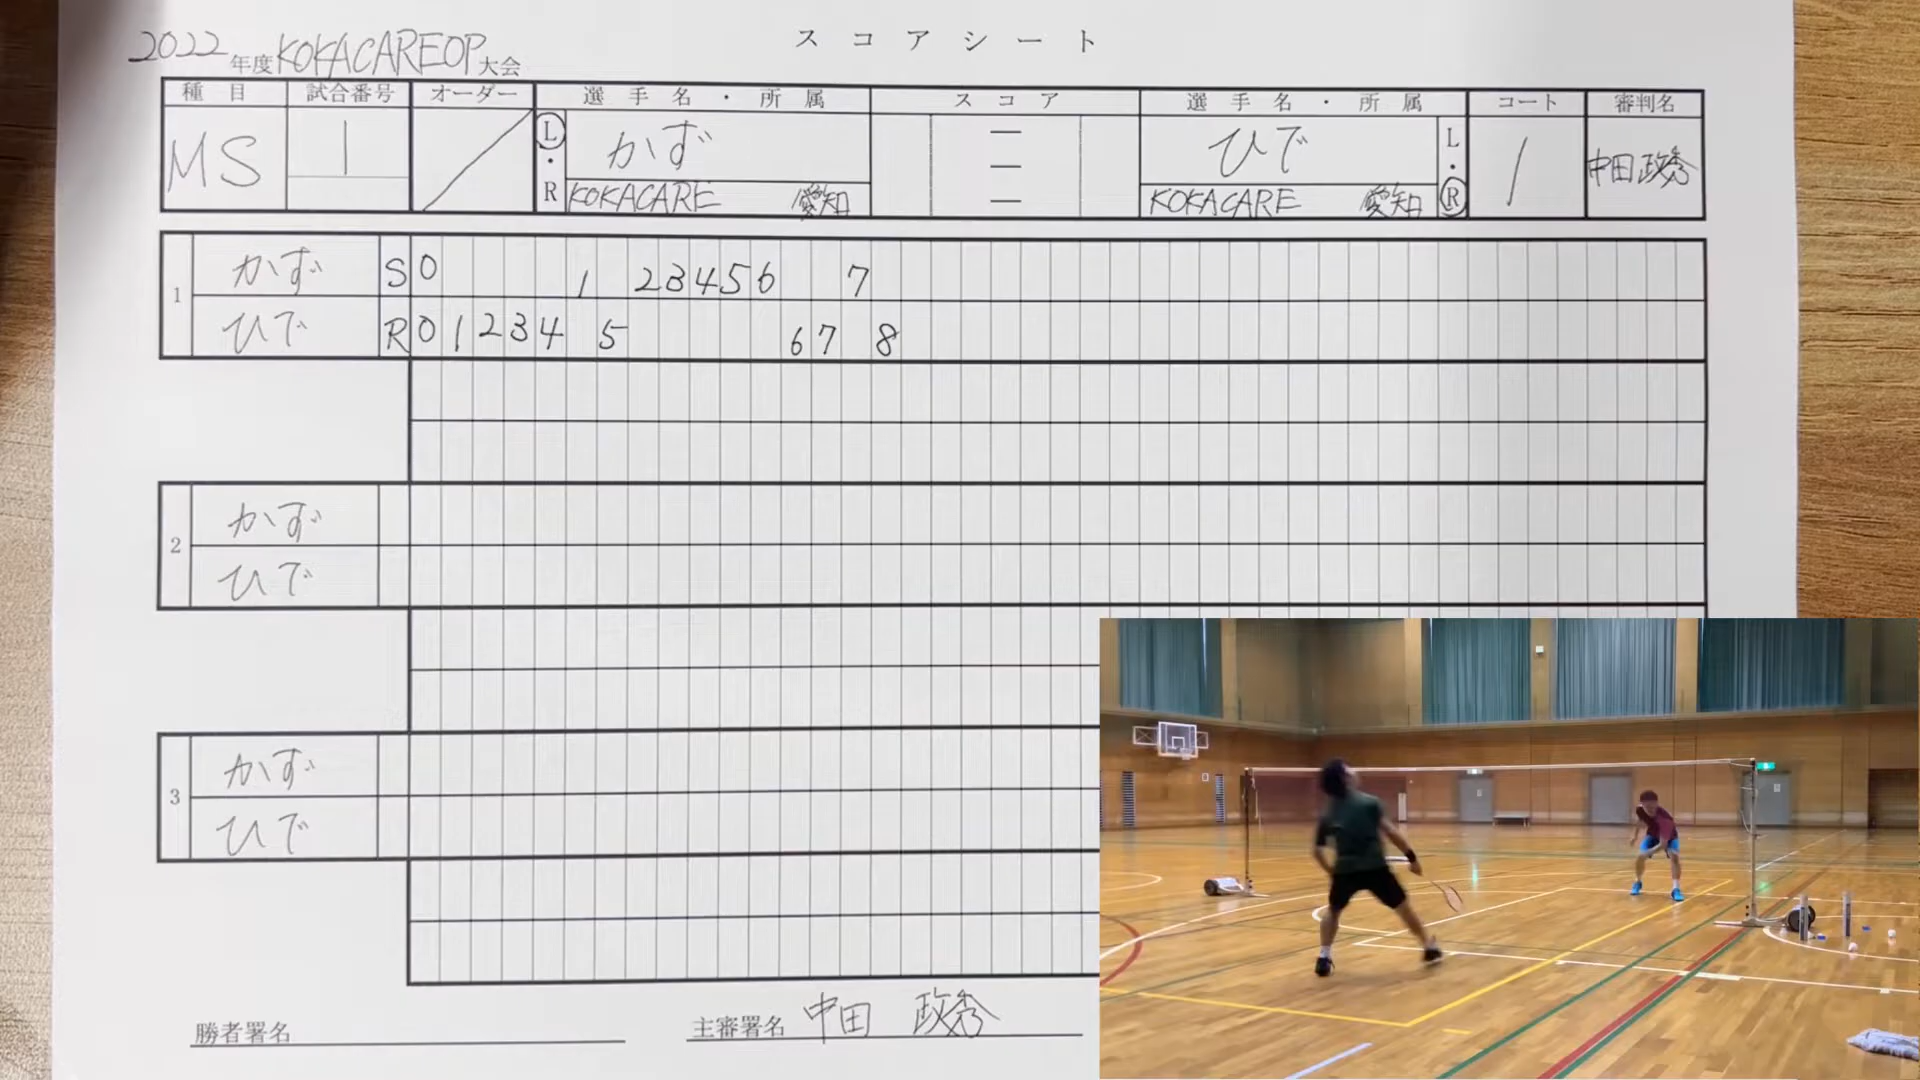 スコアシート
2022年度KOKACAREOP大会
種目 試合番号 オーダー 選手名・所属 スコア 選手名・所属 コート 審判名
MS 1 L・R かず — ひで L・R 1 中田政秀
—
KOKACARE 愛知 — KOKACARE 愛知
1 かず S 0 1 2 3 4 5 6 7
ひで R 0 1 2 3 4 5 6 7 8
2 かず
ひで
3 かず
ひで
勝者署名 主審署名 中田 政秀